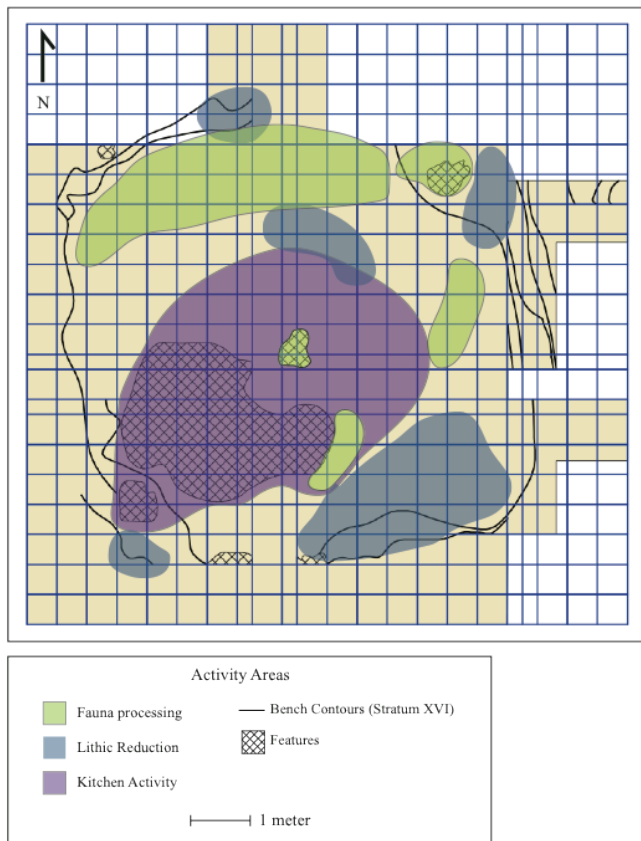 N
Activity Areas
Fauna processing
Bench Contours (Stratum XVI)
Lithic Reduction
Features
Kitchen Activity
1 meter